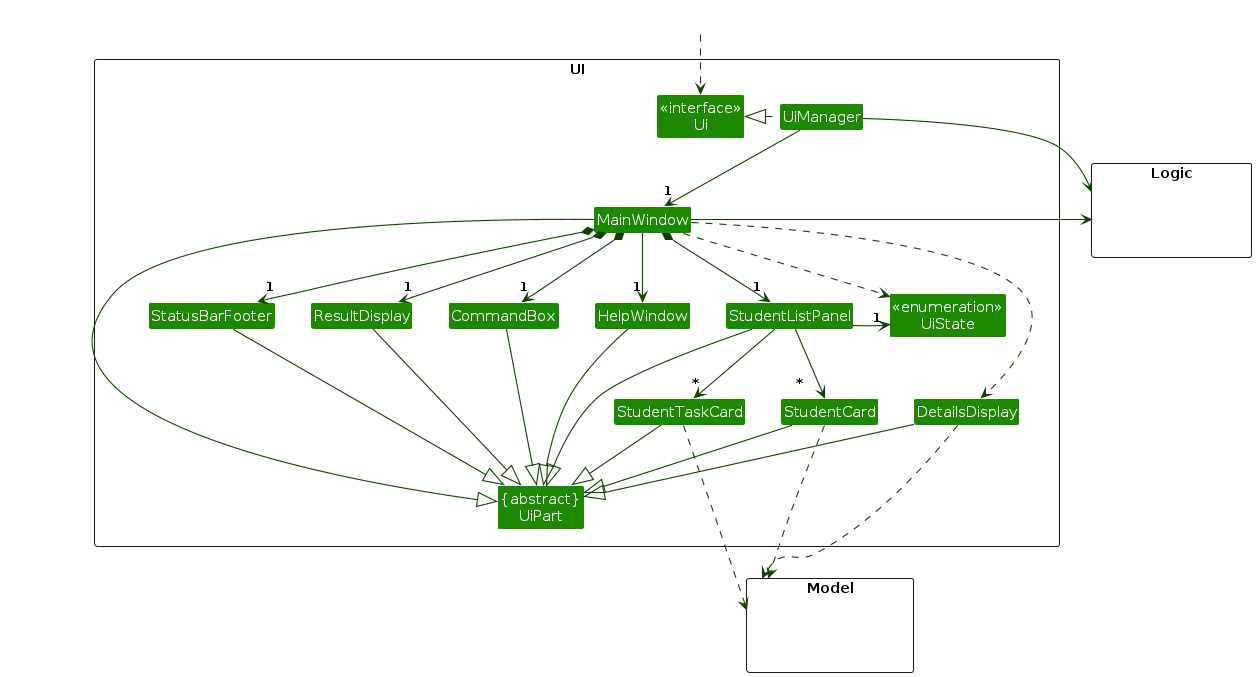 UI
«interface»
Ui
UiManager
Logic
1
MainWindow
1
1
1
1
1
StatusBarFooter
ResultDisplay
CommandBox
HelpWindow
StudentListPanel
1
«enumeration»
UiState
*
*
StudentTaskCard
StudentCard
DetailsDisplay
{abstract}
UiPart
Model